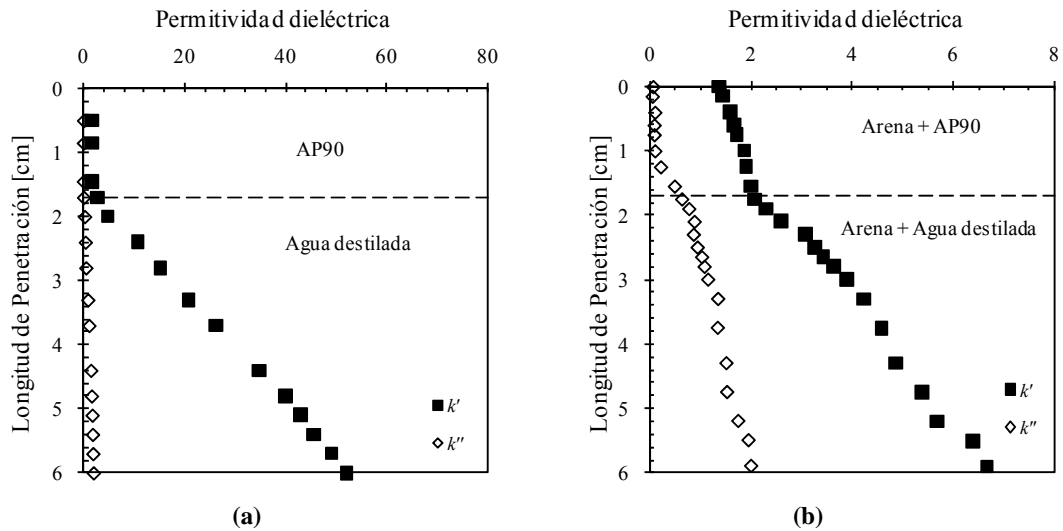 Permitividad dieléctrica
0 20 40 60 80
0
1
2
3
4
5
6
Longitud de Penetración [cm]
AP90
Agua destilada
k'
k''
(a)
Permitividad dieléctrica
0 2 4 6 8
0
1
2
3
4
5
6
Longitud de Penetración [cm]
Arena + AP90
Arena + Agua destilada
k'
k''
(b)